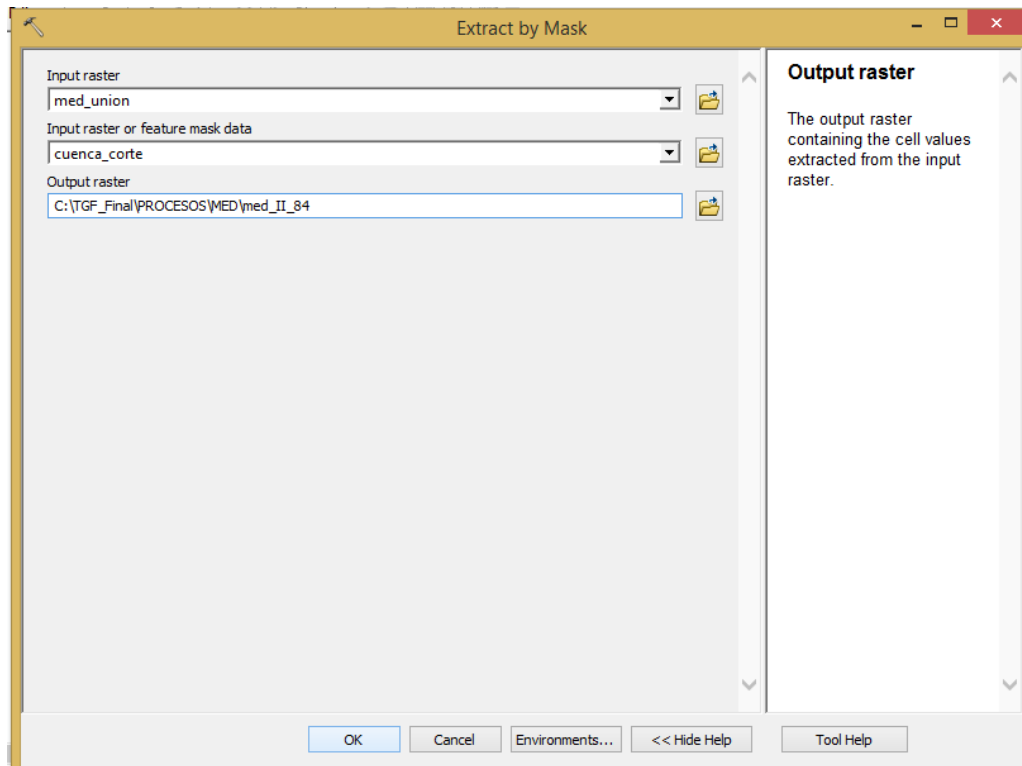 Extract by Mask
Input raster
med_union
Input raster or feature mask data
cuenca_corte
Output raster
C:\TGF_Final\PROCESOS\MED\med_II_84
Output raster
The output raster
containing the cell values
extracted from the input
raster.
OK
Cancel
Environments...
<< Hide Help
Tool Help